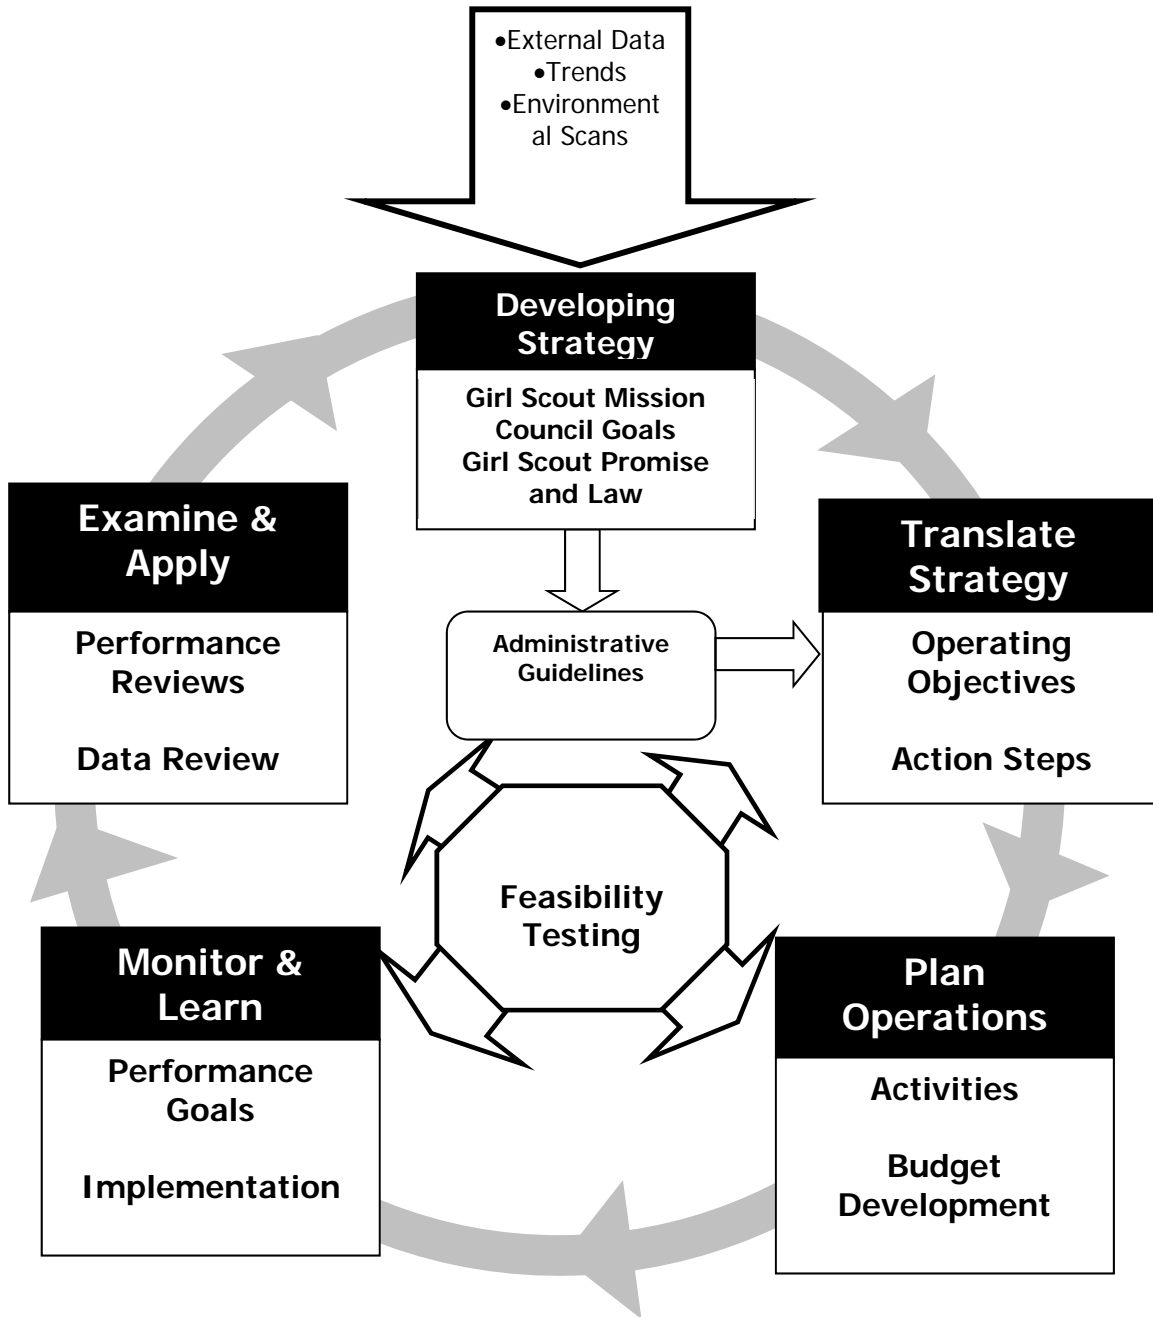 •External Data
•Trends
•Environment
al Scans
Developing
Strategy
Girl Scout Mission
Council Goals
Girl Scout Promise
and Law
Examine &
Apply
Performance
Reviews
Data Review
Translate
Strategy
Operating
Objectives
Action Steps
Administrative
Guidelines
Feasibility
Testing
Monitor &
Learn
Performance
Goals
Implementation
Plan
Operations
Activities
Budget
Development